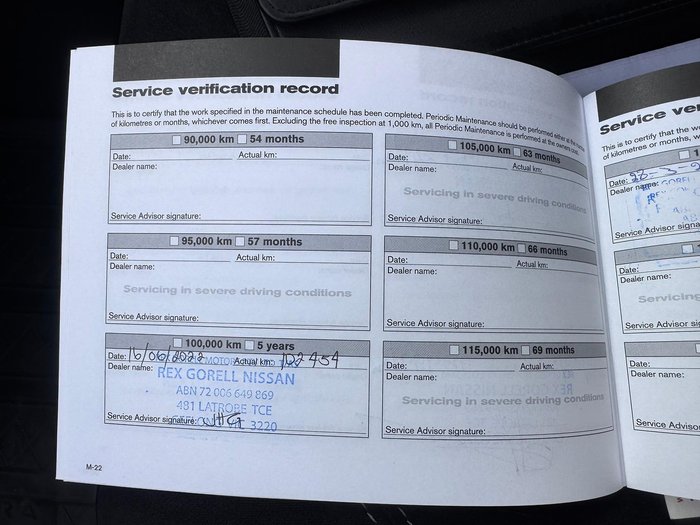 Service verification record
This is to certify that the work specified in the maintenance schedule has been completed. Periodic Maintenance should be performed either at the
of kilometres or months, whichever comes first. Excluding the free inspection at 1,000 km, all Periodic Maintenance is performed at the owners cost.
90,000 km 54 months
Date: Actual km:
Dealer name:
Service Advisor signature:
95,000 km 57 months
Date: Actual km:
Dealer name:
Servicing in severe driving conditions
Service Advisor signature:
100,000 km 5 years
Date: 16/06/2022 Actual km: 102454
Dealer name:
REX GORELL NISSAN
ABN 72 006 649 869
481 LATROBE TCE
Service Advisor signature:
3220
105,000 km 63 months
Date: Actual km:
Dealer name:
Servicing in severe driving conditions
Service Advisor signature:
110,000 km 66 months
Date: Actual km:
Dealer name:
Service Advisor signature:
115,000 km 69 months
Date: Actual km:
Dealer name:
Servicing in severe driving conditions
Service Advisor signature:
M-22
Service ver
This is to certify that the
of kilometres or months, w
Date:
Dealer name:
Service Advisor signa
Date:
Dealer name:
Servicin
Service Advisor si
Date:
Dealer name:
Service Adviso